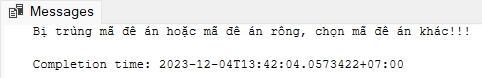 Messages
Bị trùng mã đề án hoặc mã đề án rỗng, chọn mã đề án khác!!!
Completion time: 2023-12-04T13:42:04.0573422+07:00